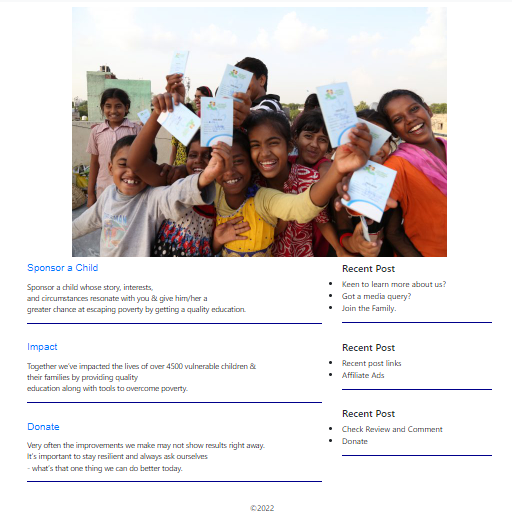 Sponsor a Child
Sponsor a child whose story, interests,
and circumstances resonate with you & give him/her a
greater chance at escaping poverty by getting a quality education.
Impact
Together we've impacted the lives of over 4500 vulnerable children &
their families by providing quality
education along with tools to overcome poverty.
Donate
Very often the improvements we make may not show results right away.
It's important to stay resilient and always ask ourselves
- what's that one thing we can do better today.
Recent Post
Keen to learn more about us?
Got a media query?
Join the Family.
Recent Post
Recent post links
Affiliate Ads
Recent Post
Check Review and Comment
Donate
©2022